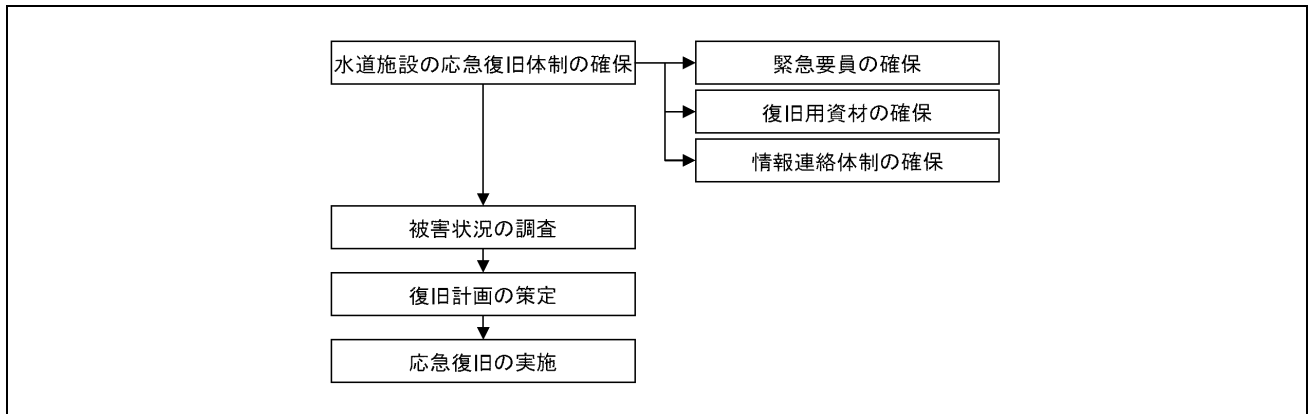 水道施設の応急復旧体制の確保
緊急要員の確保
復旧用資材の確保
情報連絡体制の確保
被害状況の調査
復旧計画の策定
応急復旧の実施